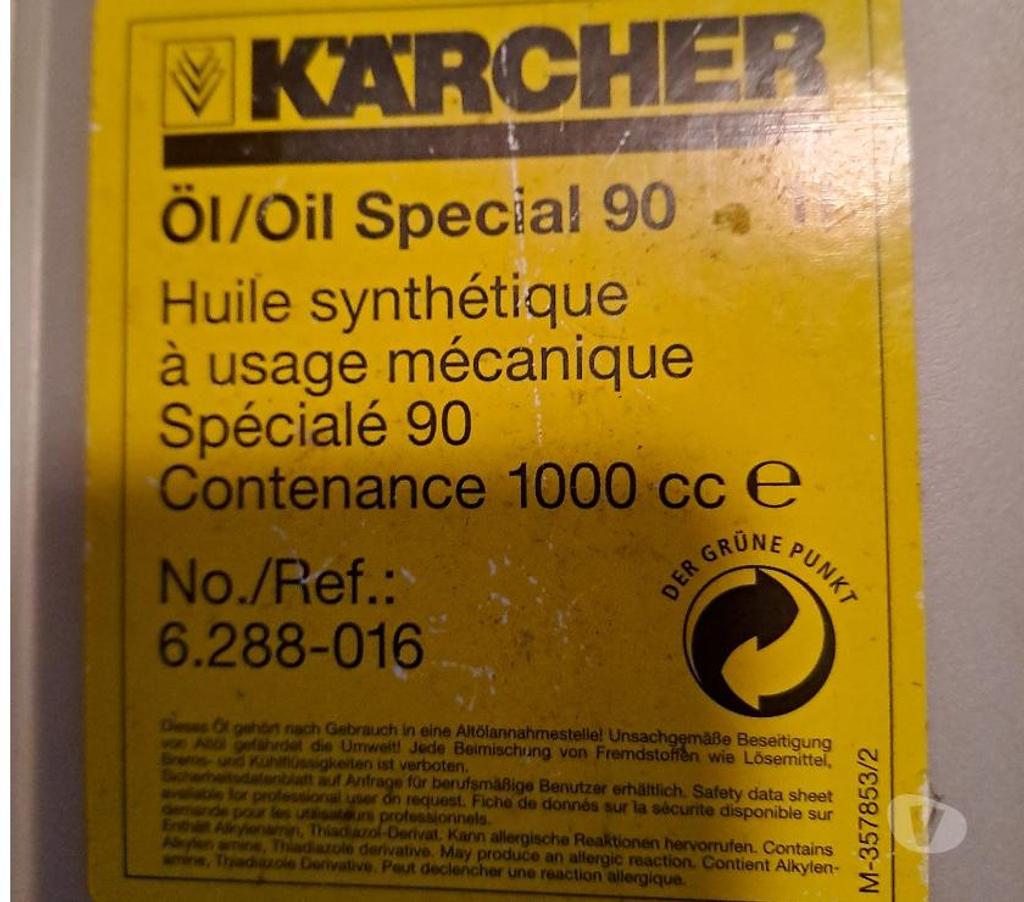 KÄRCHER
Öl/Oil Special 90
Huile synthétique
à usage mécanique
Spécialé 90
Contenance 1000 cc e
DER GRÜNE PUNKT
No./Ref.:
6.288-016
Dieses Öl gehört nach Gebrauch in eine Altölannahmestelle! Unsachgemäße Beseitigung
von Altöl gefährdet die Umwelt! Jede Beimischung von Fremdstoffen wie Lösemittel,
Brems- und Kühlflüssigkeiten ist verboten.
Sicherheitsdatenblatt auf Anfrage für berufsmäßige Benutzer erhältlich. Safety data sheet
available for professional user on request. Fiche de donnés sur la sécurité disponible sur
demande pour les utilisateurs professionnels.
Enthält Alkylenamin, Thiadiazol-Derivat. Kann allergische Reaktionen hervorrufen. Contains
Alkylen amine, Thiadiazole derivative. May produce an allergic reaction. Contient Alkylen-
amine, Thiadiazole Derivative. Peut declencher une reaction allergique.
M-357853/2
V